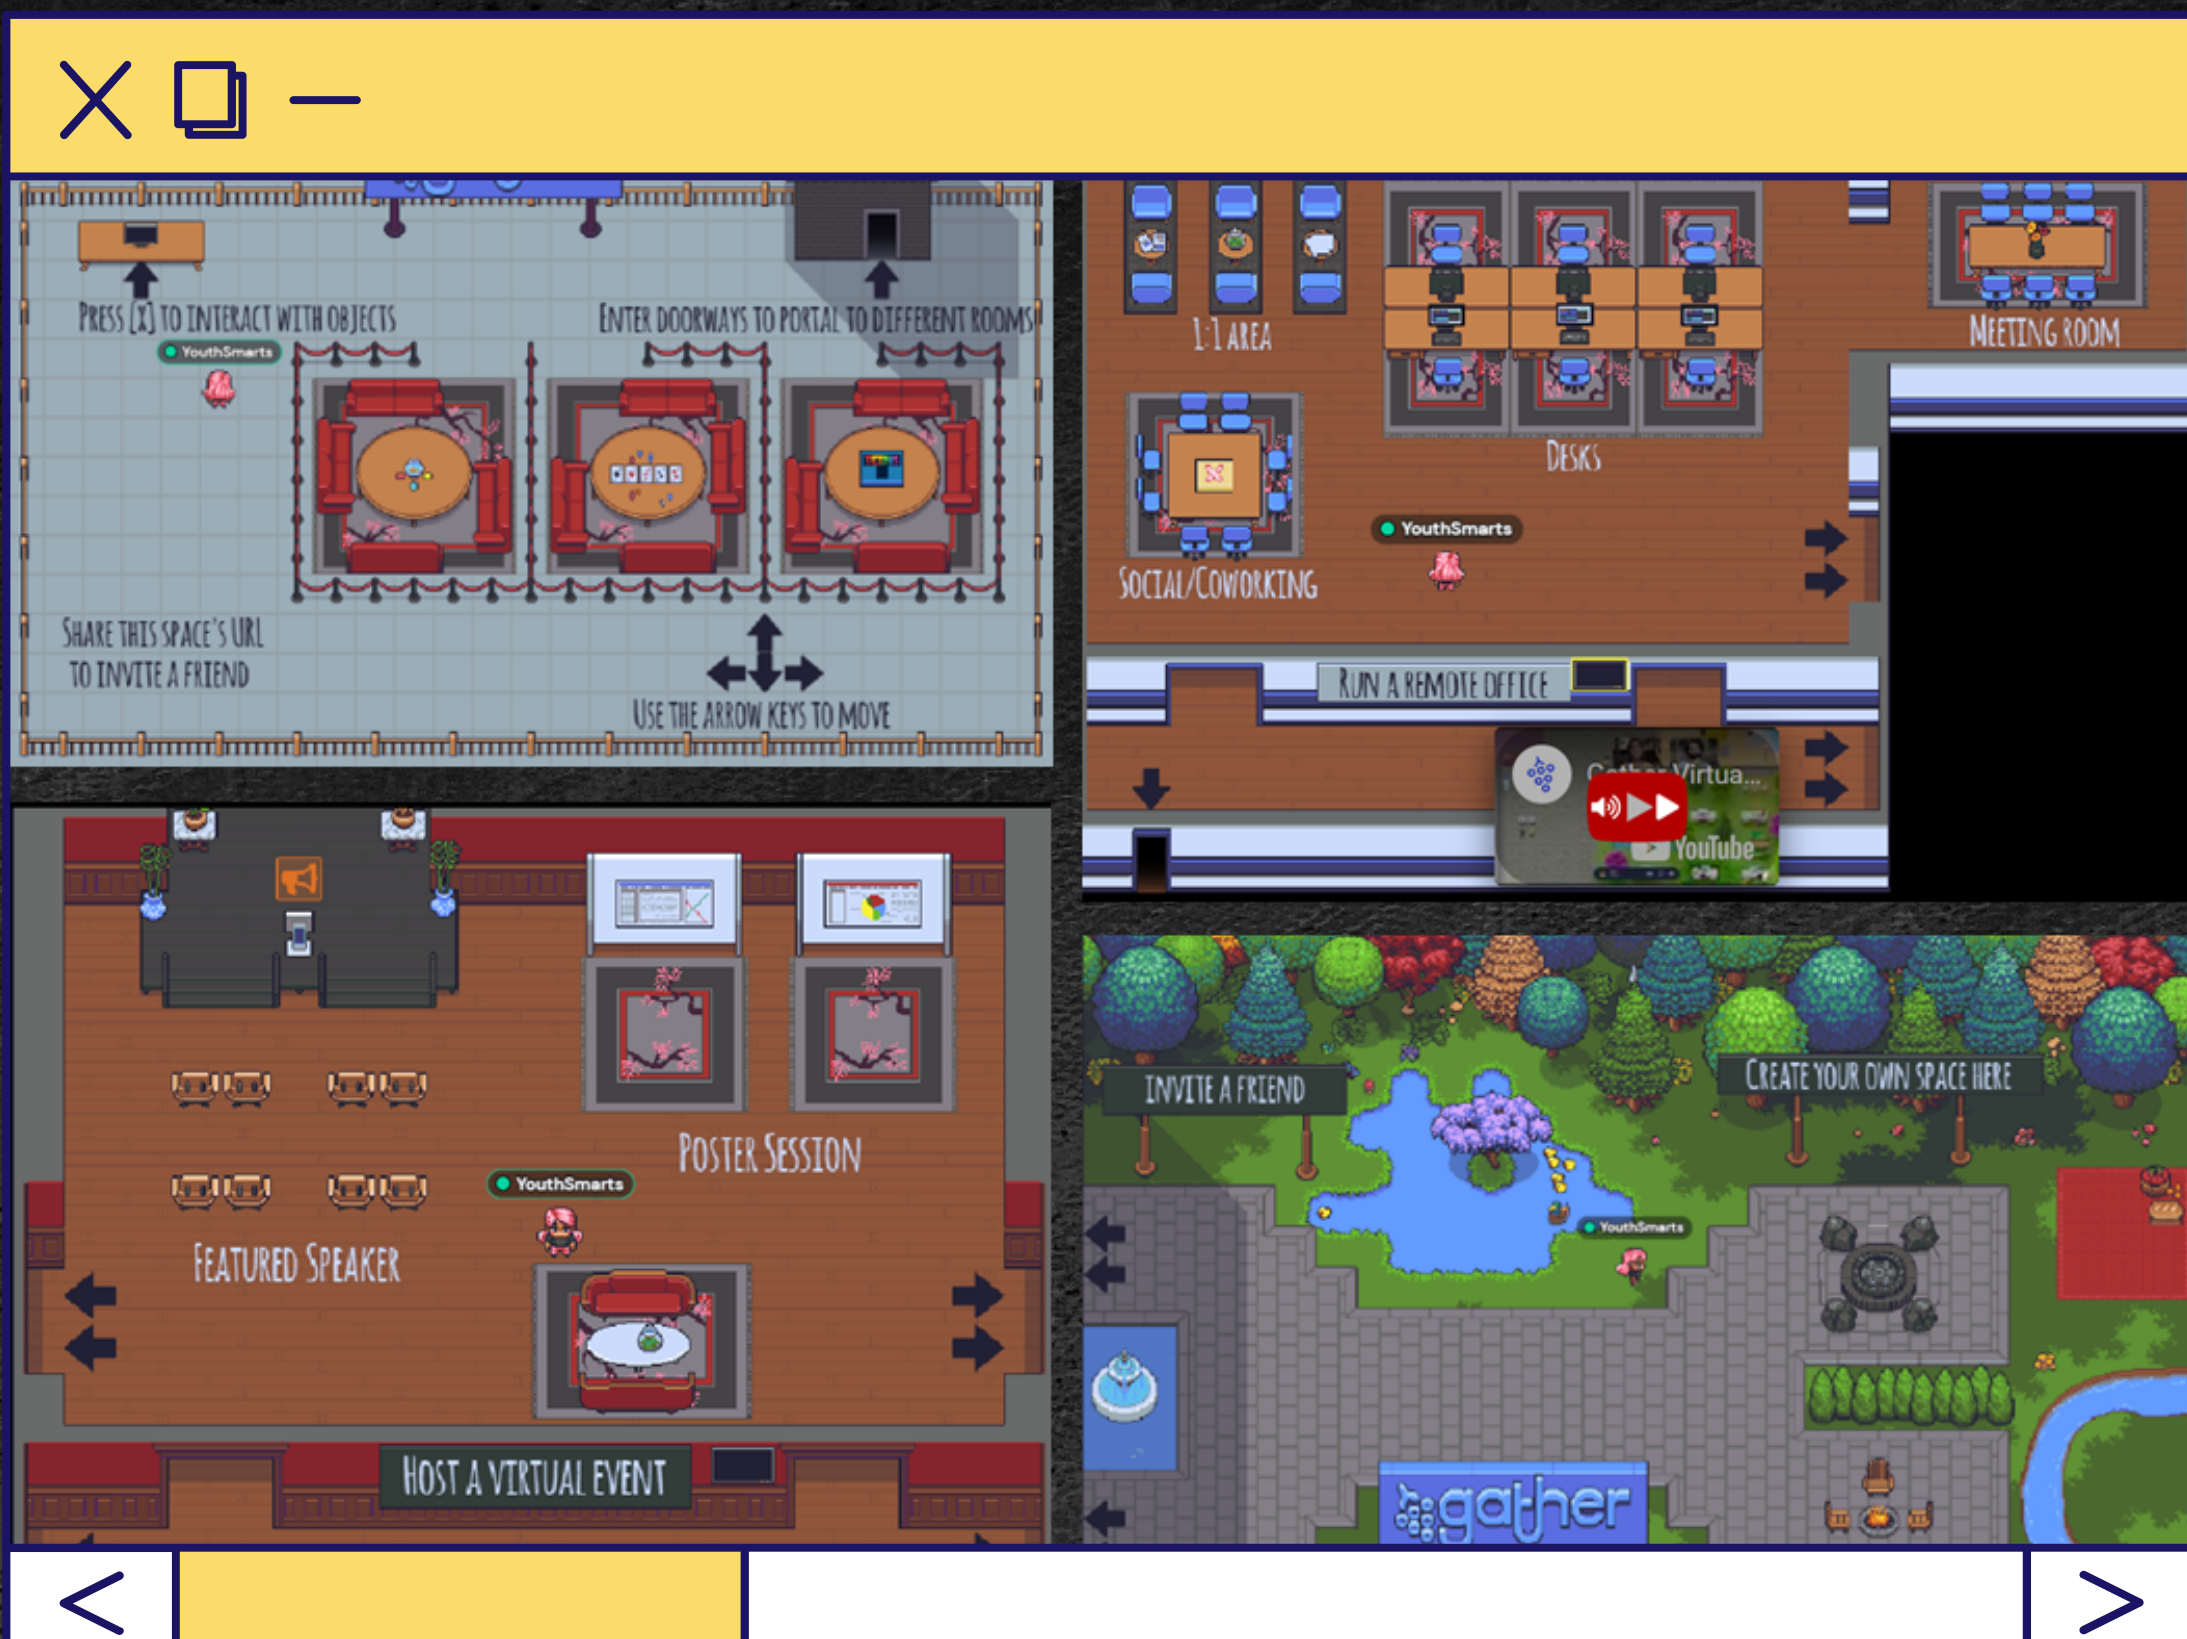 PRESS [X] TO INTERACT WITH OBJECTS
ENTER DOORWAYS TO PORTAL TO DIFFERENT ROOMS
YouthSmarts
SHARE THIS SPACE'S URL
TO INVITE A FRIEND
USE THE ARROW KEYS TO MOVE
1:1 AREA
MEETING ROOM
DESKS
YouthSmarts
SOCIAL/COWORKING
RUN A REMOTE OFFICE
Gather Virtua...
YouTube
POSTER SESSION
YouthSmarts
FEATURED SPEAKER
HOST A VIRTUAL EVENT
INVITE A FRIEND
CREATE YOUR OWN SPACE HERE
YouthSmarts
gather